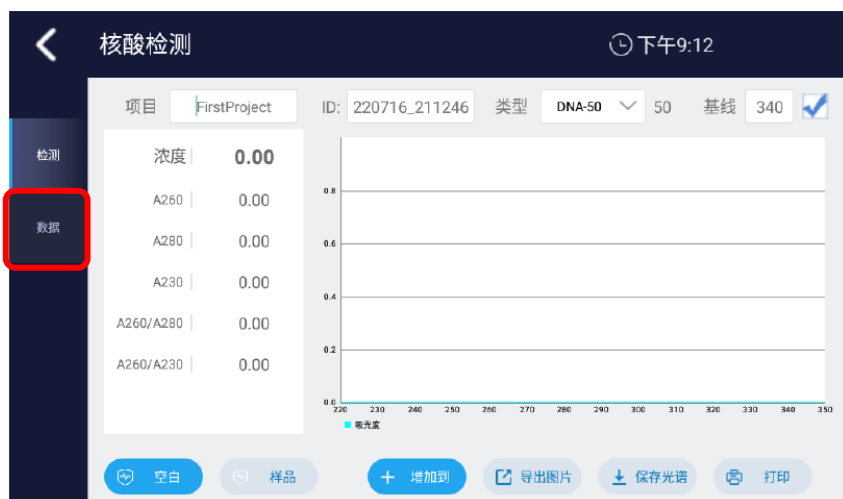 核酸检测
下午9:12
项目 FirstProject ID: 220716_211246 类型 DNA-50 50 基线 340
检测
数据
浓度 0.00
A260 0.00
A280 0.00
A230 0.00
A260/A280 0.00
A260/A230 0.00
0.8
0.6
0.4
0.2
0.0
220 230 240 250 260 270 280 290 300 310 320 330 340 350
吸光度
空白 样品 增加到 导出图片 保存光谱 打印